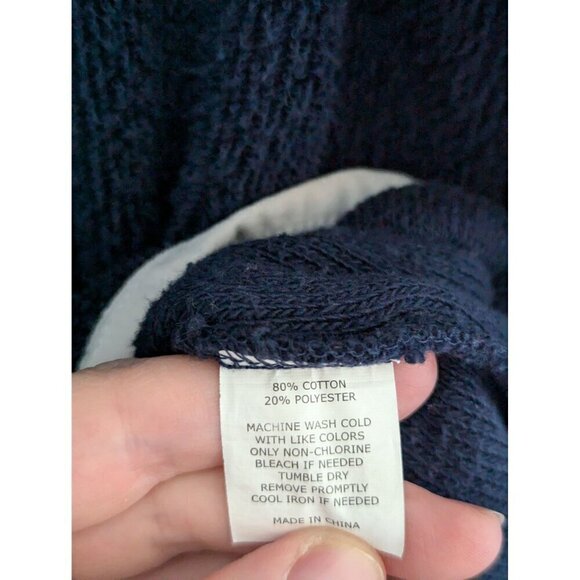 80% COTTON
20% POLYESTER
MACHINE WASH COLD
WITH LIKE COLORS
ONLY NON-CHLORINE
BLEACH IF NEEDED
TUMBLE DRY
REMOVE PROMPTLY
COOL IRON IF NEEDED
MADE IN CHINA